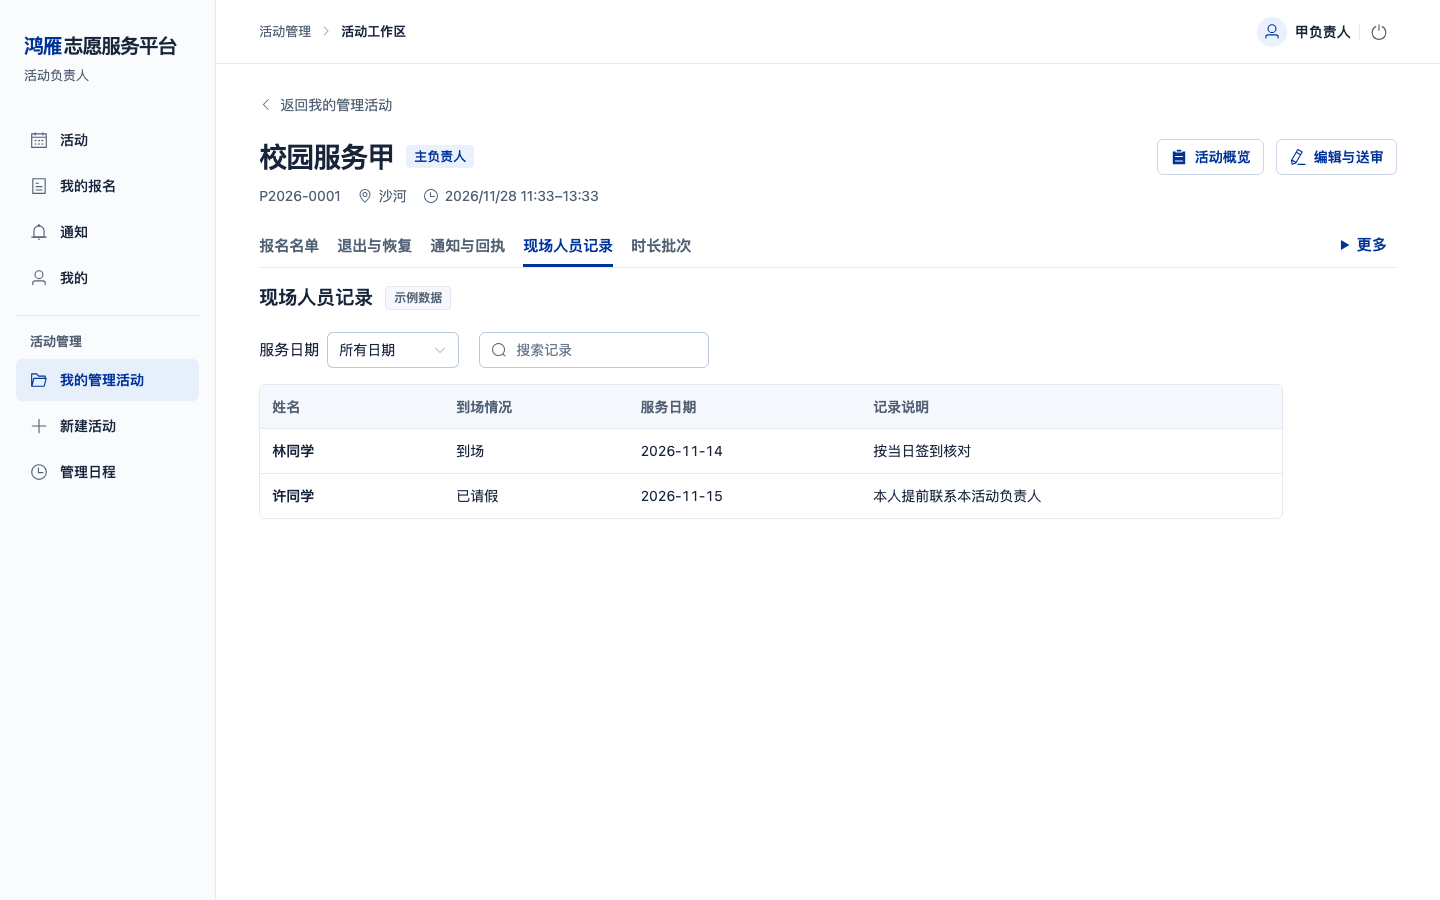 鸿雁志愿服务平台
活动负责人
活动
我的报名
通知
我的
活动管理
我的管理活动
新建活动
管理日程
活动管理 > 活动工作区
甲负责人
返回我的管理活动
校园服务甲 主负责人
活动概览 编辑与送审
P2026-0001 沙河 2026/11/28 11:33–13:33
报名名单 退出与恢复 通知与回执 现场人员记录 时长批次 更多
现场人员记录 示例数据
服务日期 所有日期 搜索记录
姓名 到场情况 服务日期 记录说明
林同学 到场 2026-11-14 按当日签到核对
许同学 已请假 2026-11-15 本人提前联系本活动负责人